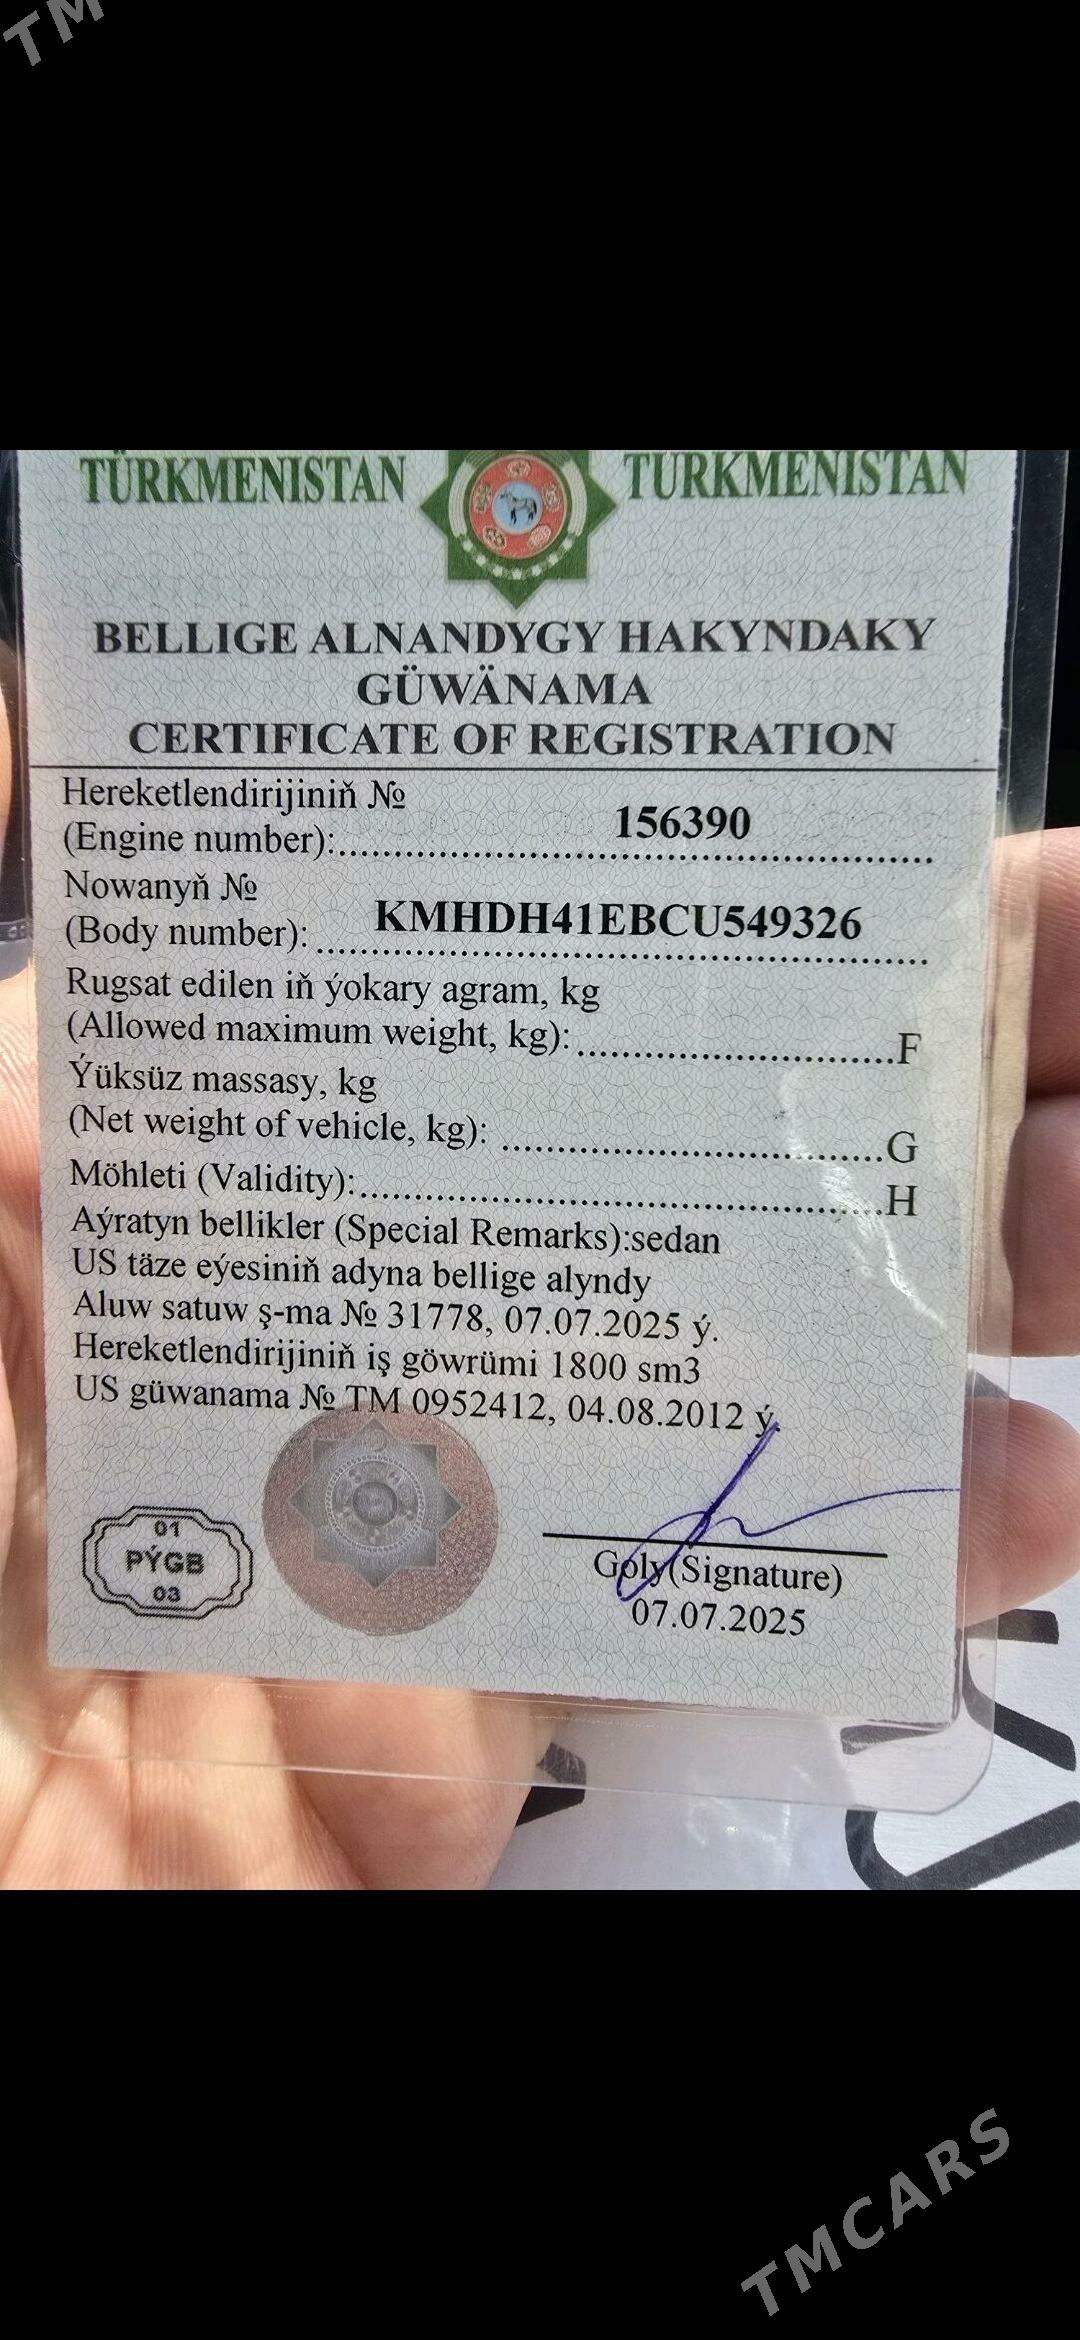 TM
TÜRKMENISTAN TÜRKMENISTAN
BELLIGE ALNANDYGY HAKYNDAKY
GÜWÄNAMA
CERTIFICATE OF REGISTRATION
Hereketlendirijiniň №
(Engine number):..........156390..........
Nowanyň №
(Body number): KMHDH41EBCU549326
Rugsat edilen iň ýokary agram, kg
(Allowed maximum weight, kg):..........F
Ýüksüz massasy, kg
(Net weight of vehicle, kg): ..........G
Möhleti (Validity):..........H
Aýratyn bellikler (Special Remarks):sedan
US täze eýesiniň adyna bellige alyndy
Aluw satuw ş-ma № 31778, 07.07.2025 ý.
Hereketlendirijiniň iş göwrümi 1800 sm3
US güwanama № TM 0952412, 04.08.2012 ý.
01
PÝGB
03
Goly(Signature)
07.07.2025
TMCARS